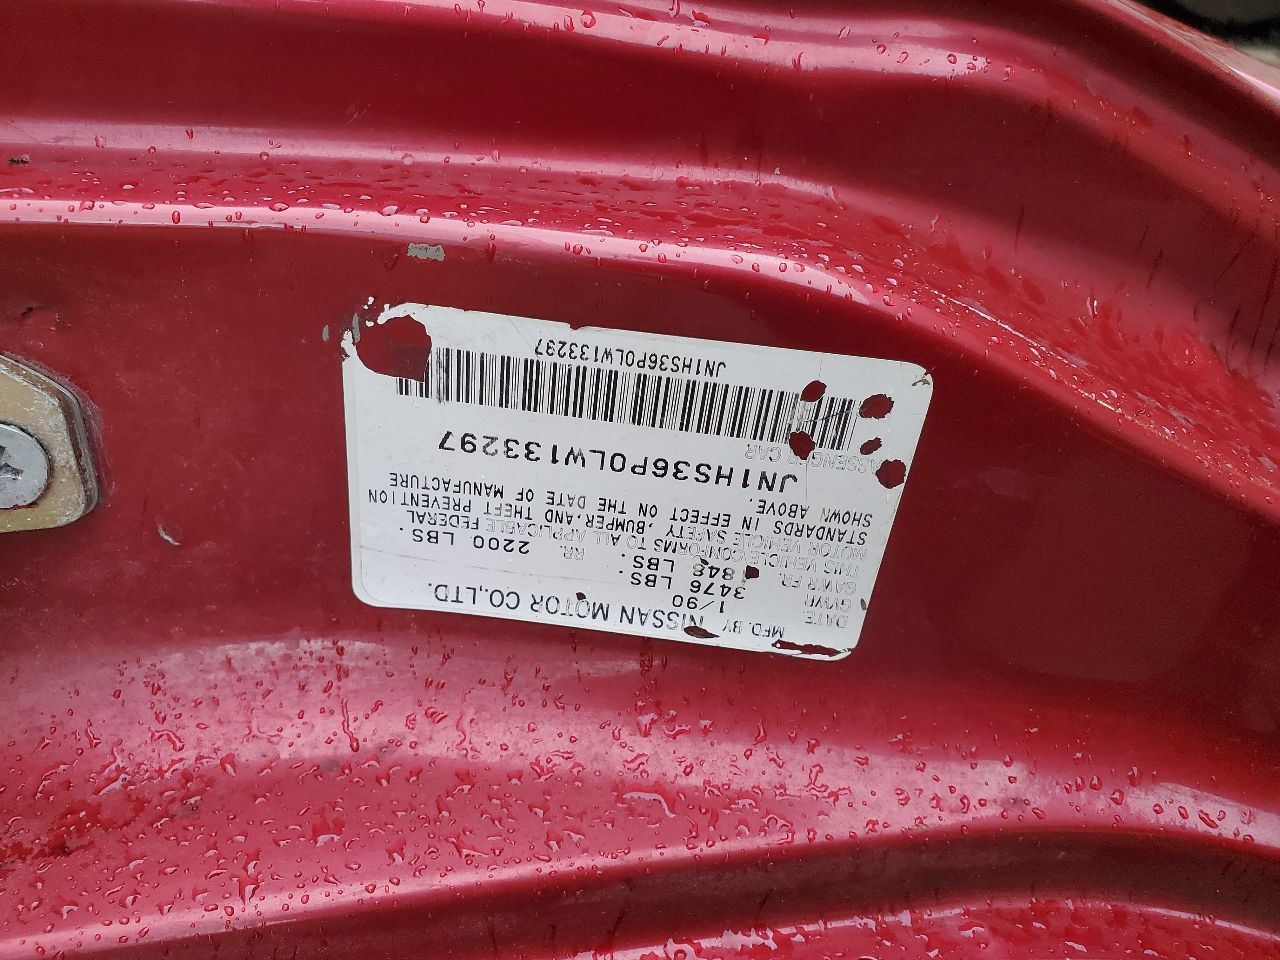 MFD. BY NISSAN MOTOR CO.,LTD.
DATE. 1/90
GVWR 3476 LBS.
GAWR FR. 1848 LBS. RR. 2200 LBS.
THIS VEHICLE CONFORMS TO ALL APPLICABLE FEDERAL
MOTOR VEHICLE SAFETY, BUMPER, AND THEFT PREVENTION
STANDARDS IN EFFECT ON THE DATE OF MANUFACTURE
SHOWN ABOVE.
JN1HS36P0LW133297
PASSENGER CAR
JN1HS36P0LW133297